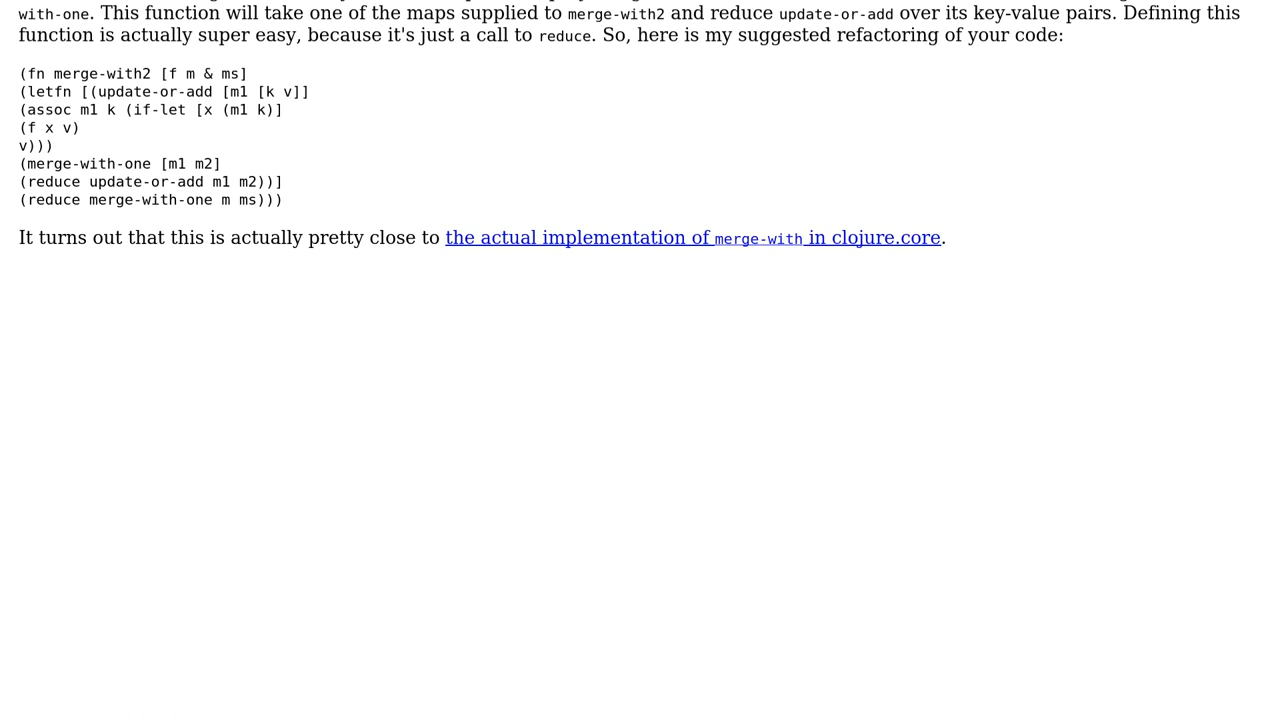 with-one. This function will take one of the maps supplied to merge-with2 and reduce update-or-add over its key-value pairs. Defining this
function is actually super easy, because it's just a call to reduce. So, here is my suggested refactoring of your code:
(fn merge-with2 [f m & ms]
(letfn [(update-or-add [m1 [k v]]
(assoc m1 k (if-let [x (m1 k)]
(f x v)
v)))
(merge-with-one [m1 m2]
(reduce update-or-add m1 m2))]
(reduce merge-with-one m ms)))
It turns out that this is actually pretty close to the actual implementation of merge-with in clojure.core.